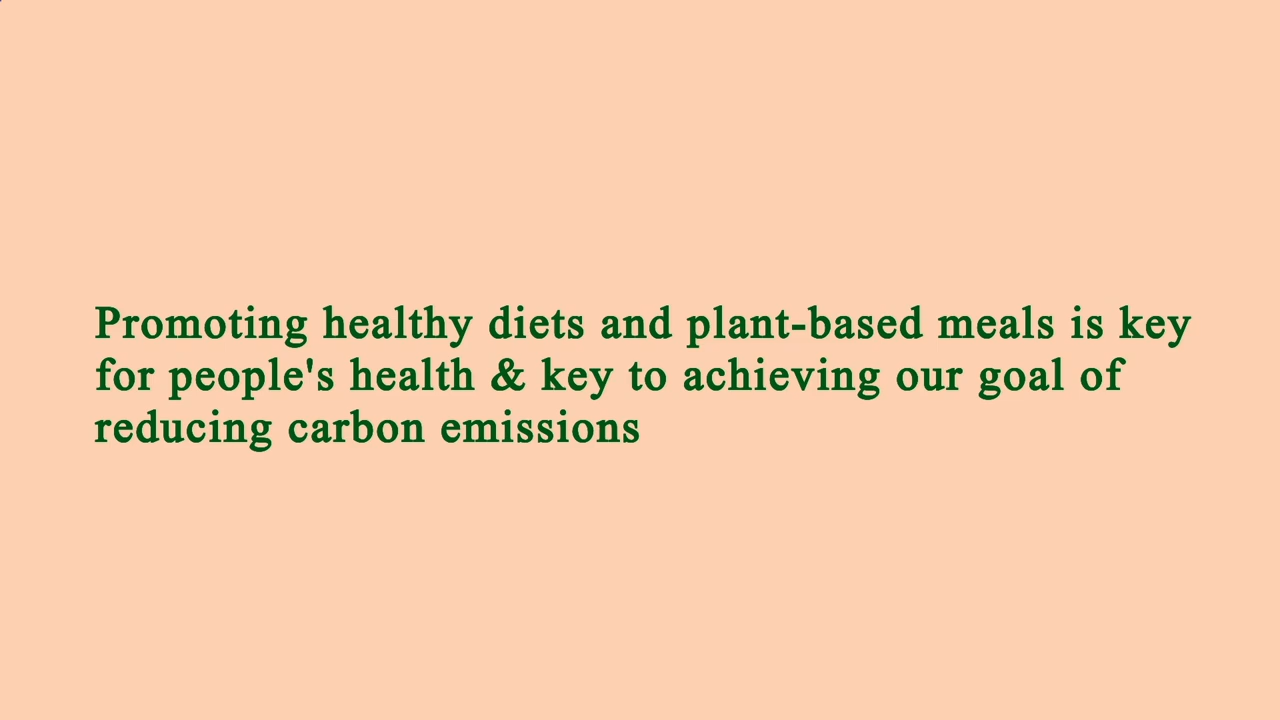 Promoting healthy diets and plant-based meals is key
for people's health & key to achieving our goal of
reducing carbon emissions